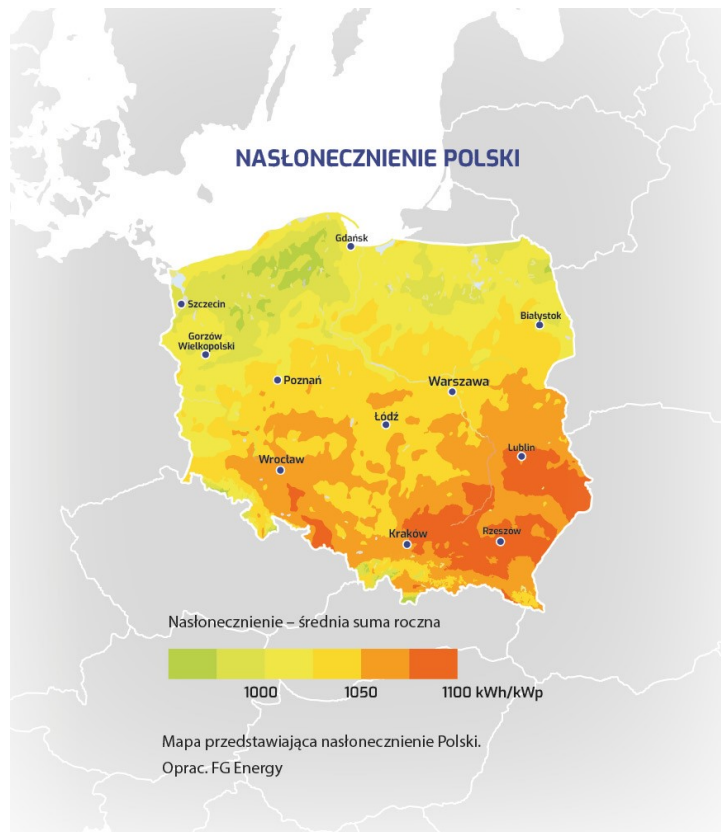 NASŁONECZNIENIE POLSKI
Gdańsk
Szczecin
Białystok
Gorzów
Wielkopolski
Poznań
Warszawa
Łódź
Lublin
Wrocław
Kraków
Rzeszów
Nasłonecznienie – średnia suma roczna
1000 1050 1100 kWh/kWp
Mapa przedstawiająca nasłonecznienie Polski.
Oprac. FG Energy